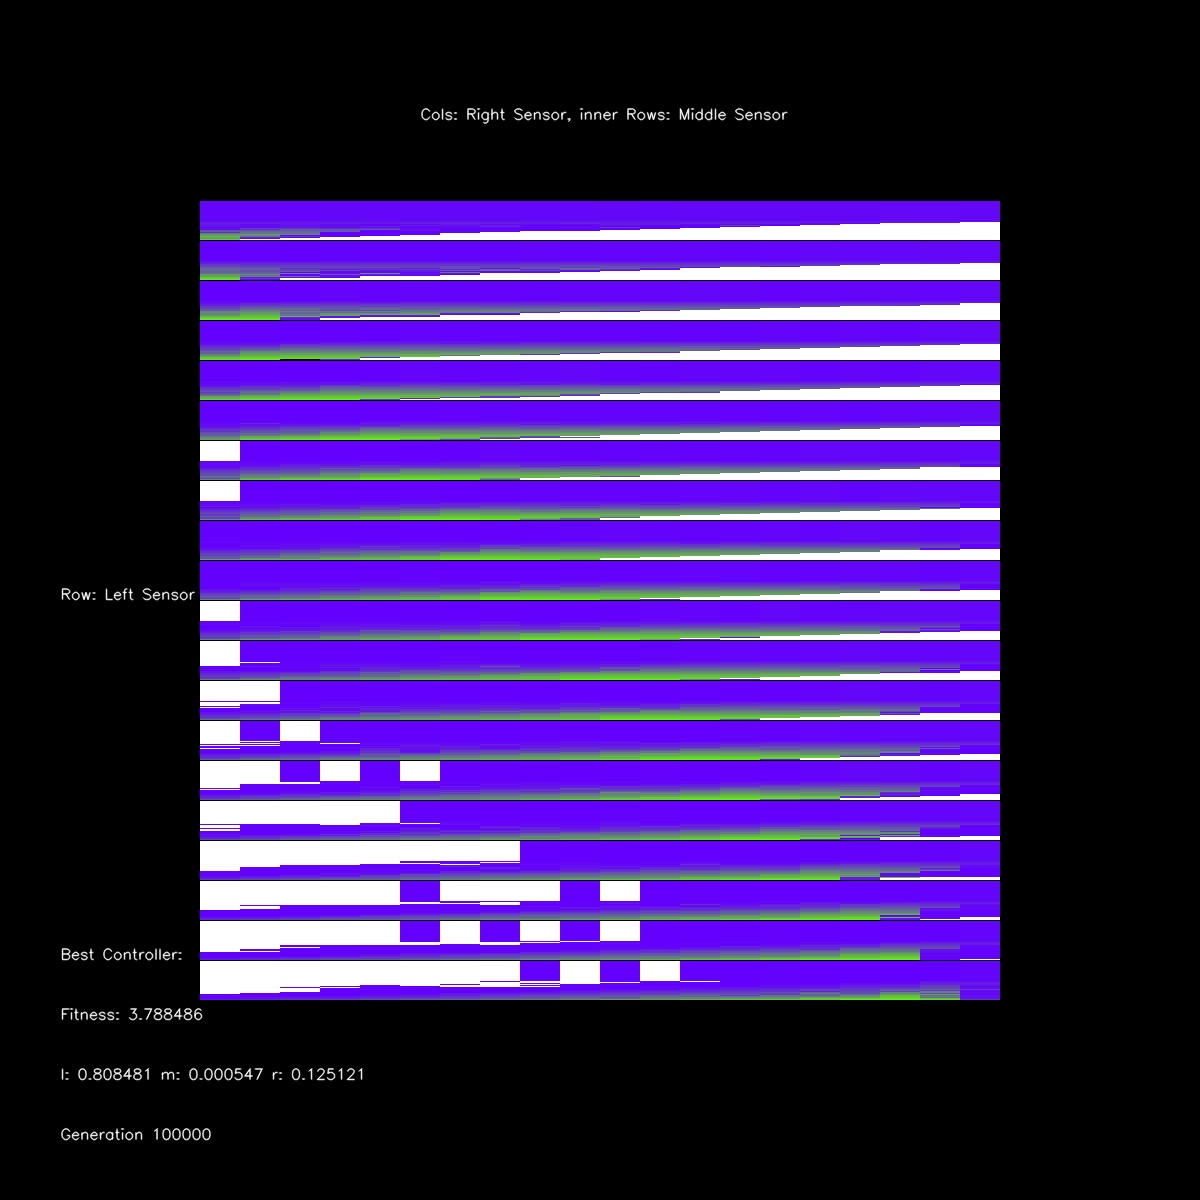 Cols: Right Sensor, inner Rows: Middle Sensor
Row: Left Sensor
Best Controller:
Fitness: 3.788486
l: 0.808481 m: 0.000547 r: 0.125121
Generation 100000